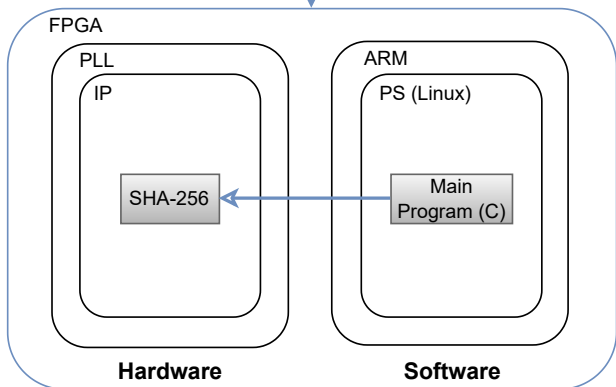 FPGA
PLL
IP
SHA-256
Hardware
ARM
PS (Linux)
Main
Program (C)
Software